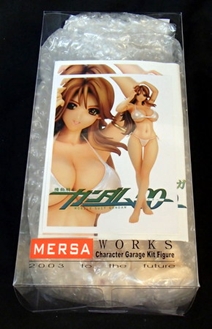 機動戦士
ガンダム00
MERSA WORKS
Character Garage Kit Figure
2003 to the future